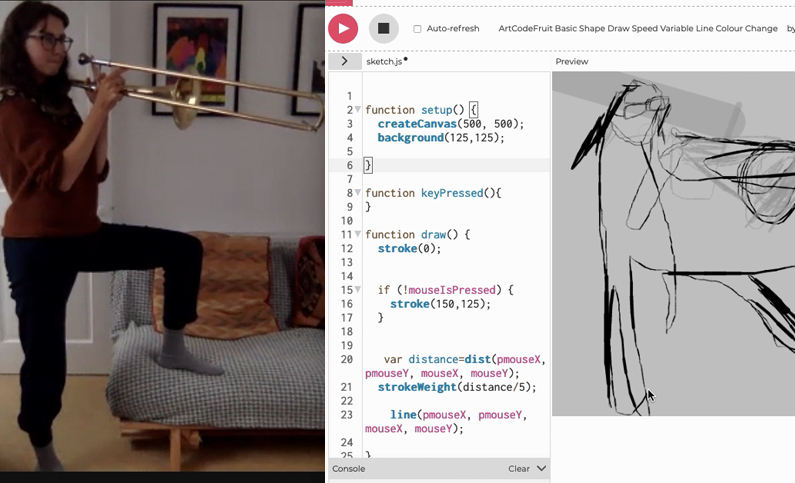 Auto-refresh
ArtCodeFruit Basic Shape Draw Speed Variable Line Colour Change by
sketch.js
Preview
1
2 function setup() {
3 createCanvas(500, 500);
4 background(125,125);
5
6 }
7
8 function keyPressed(){
9 }
10
11 function draw() {
12 stroke(0);
13
14
15 if (!mouseIsPressed) {
16 stroke(150,125);
17 }
18
19
20 var distance=dist(pmouseX,
pmouseY, mouseX, mouseY);
21 strokeWeight(distance/5);
22
23 line(pmouseX, pmouseY,
mouseX, mouseY);
24
25 }
Console
Clear